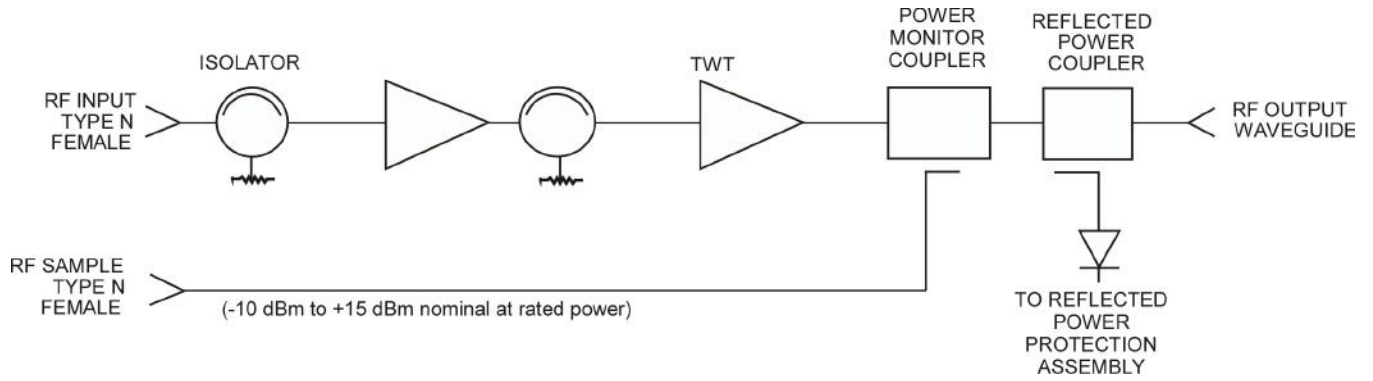 POWER
MONITOR
COUPLER
REFLECTED
POWER
COUPLER
ISOLATOR
TWT
RF INPUT
TYPE N
FEMALE
RF OUTPUT
WAVEGUIDE
RF SAMPLE
TYPE N
FEMALE
(-10 dBm to +15 dBm nominal at rated power)
TO REFLECTED
POWER
PROTECTION
ASSEMBLY